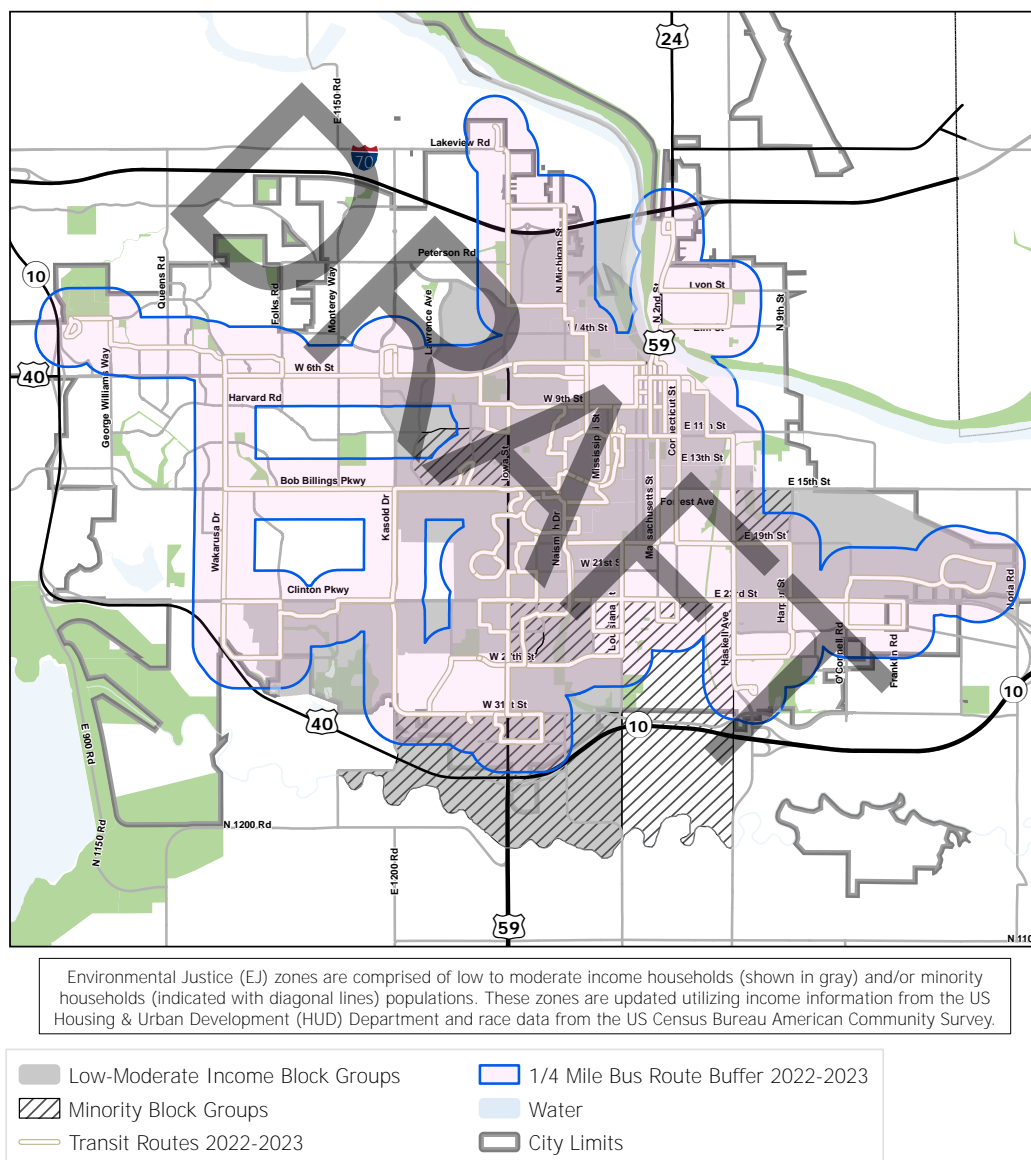 24
E 1150 Rd
Lakeview Rd
70
Peterson Rd
N Michigan St
10
Queens Rd
Folks Rd
Monterey Way
Lawrence Ave
Lyon St
N 2nd St
N 9th St
Elm St
W 4th St
59
40
George Williams Way
W 6th St
Harvard Rd
W 9th St
Connecticut St
Iowa St
Mississippi St
E 11th St
E 13th St
Bob Billings Pkwy
E 15th St
Kasold Dr
Wakarusa Dr
Naismith Dr
Massachusetts St
Forrest Ave
E 19th St
W 21st St
Clinton Pkwy
E 23rd St
Louisiana St
Haskell Ave
Harper St
Noria Rd
O'Connell Rd
Franklin Rd
W 27th St
W 31st St
40
10
10
E 900 Rd
N 1150 Rd
N 1200 Rd
E 1200 Rd
59
N 110
DRAFT
Environmental Justice (EJ) zones are comprised of low to moderate income households (shown in gray) and/or minority
households (indicated with diagonal lines) populations. These zones are updated utilizing income information from the US
Housing & Urban Development (HUD) Department and race data from the US Census Bureau American Community Survey.
Low-Moderate Income Block Groups
Minority Block Groups
Transit Routes 2022-2023
1/4 Mile Bus Route Buffer 2022-2023
Water
City Limits